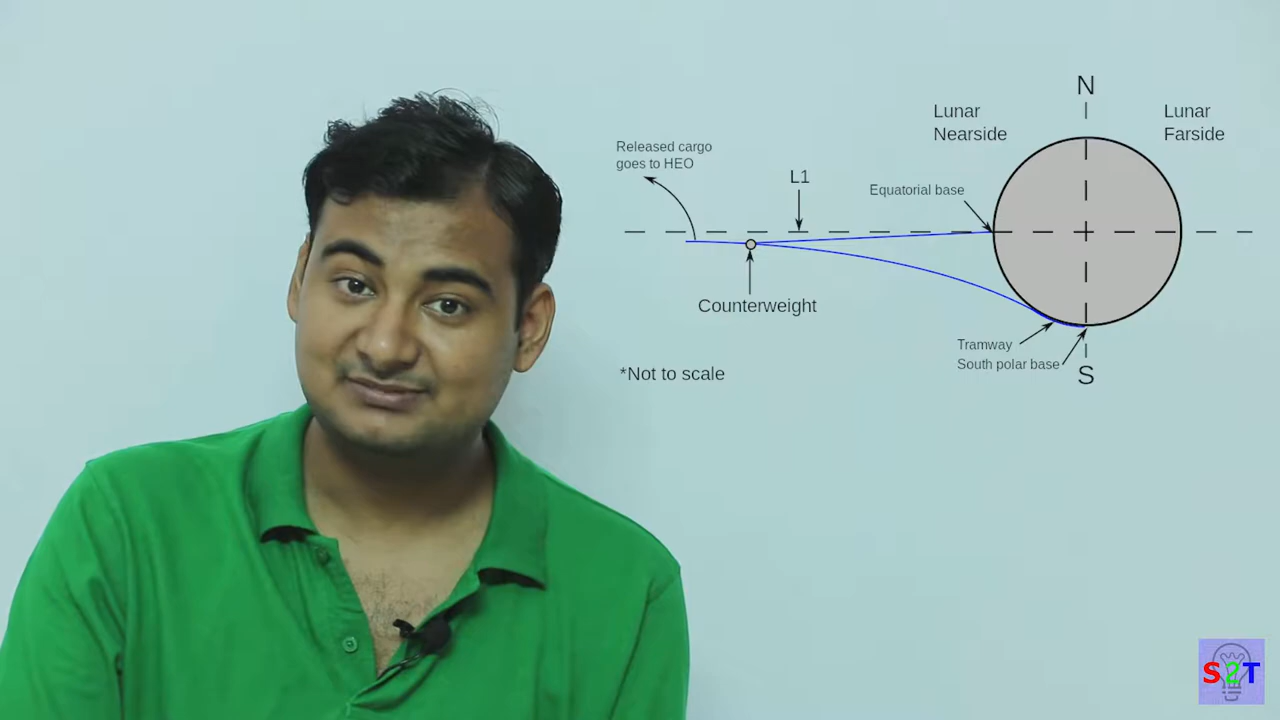 N
Lunar
Nearside
Lunar
Farside
Released cargo
goes to HEO
L1
Equatorial base
Counterweight
Tramway
South polar base
S
*Not to scale
S2T